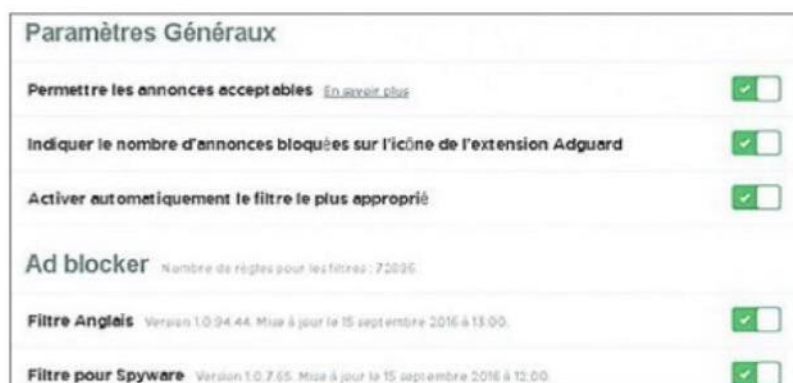 Paramètres Généraux
Permettre les annonces acceptables En savoir plus
Indiquer le nombre d'annonces bloquées sur l'icône de l'extension Adguard
Activer automatiquement le filtre le plus approprié
Ad blocker Nombre de règles pour les filtres :
Filtre Anglais Version 1.0.94.44. Mise à jour le 15 septembre 2016 à 13:00.
Filtre pour Spyware Version 1.0.7.65. Mise à jour le 15 septembre 2016 à 12:00.